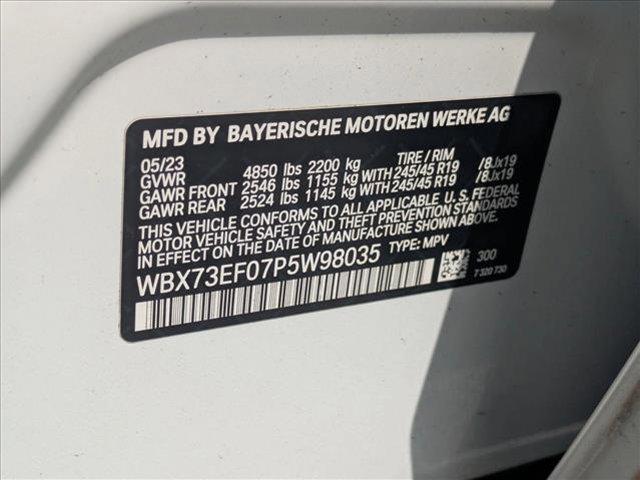 MFD BY BAYERISCHE MOTOREN WERKE AG
05/23 TIRE / RIM
GVWR 4850 lbs 2200 kg
GAWR FRONT 2546 lbs 1155 kg WITH 245/45 R19 /8Jx19
GAWR REAR 2524 lbs 1145 kg WITH 245/45 R19 /8Jx19
THIS VEHICLE CONFORMS TO ALL APPLICABLE U.S. FEDERAL
MOTOR VEHICLE SAFETY AND THEFT PREVENTION STANDARDS
IN EFFECT ON THE DATE OF MANUFACTURE SHOWN ABOVE.
WBX73EF07P5W98035 TYPE: MPV
300
7 320 730